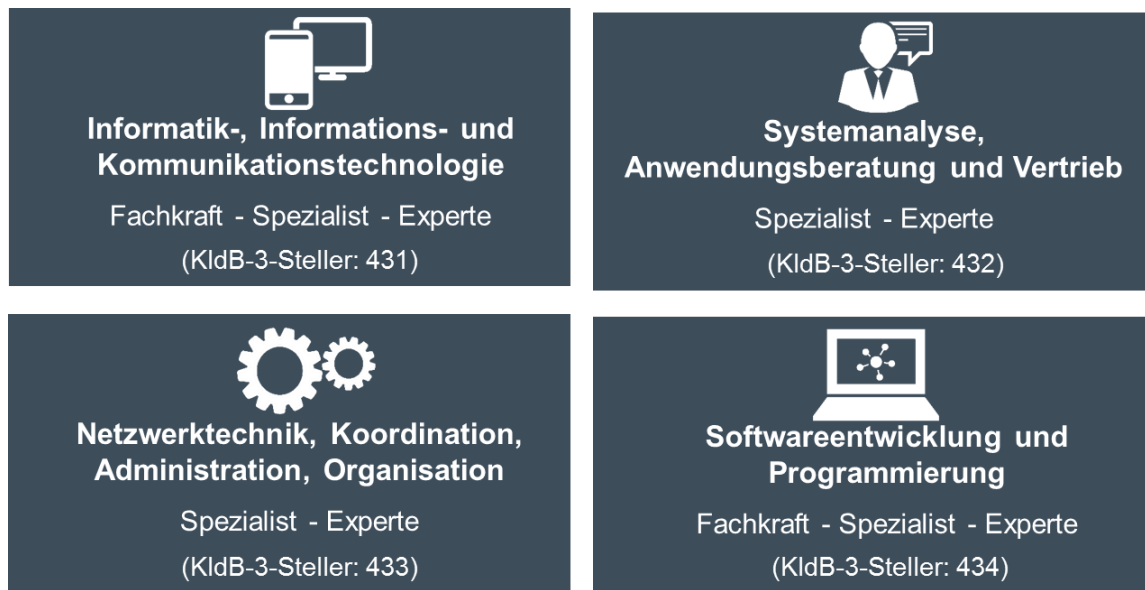 Informatik-, Informations- und
Kommunikationstechnologie
Fachkraft - Spezialist - Experte
(KldB-3-Steller: 431)
Systemanalyse,
Anwendungsberatung und Vertrieb
Spezialist - Experte
(KldB-3-Steller: 432)
Netzwerktechnik, Koordination,
Administration, Organisation
Spezialist - Experte
(KldB-3-Steller: 433)
Softwareentwicklung und
Programmierung
Fachkraft - Spezialist - Experte
(KldB-3-Steller: 434)